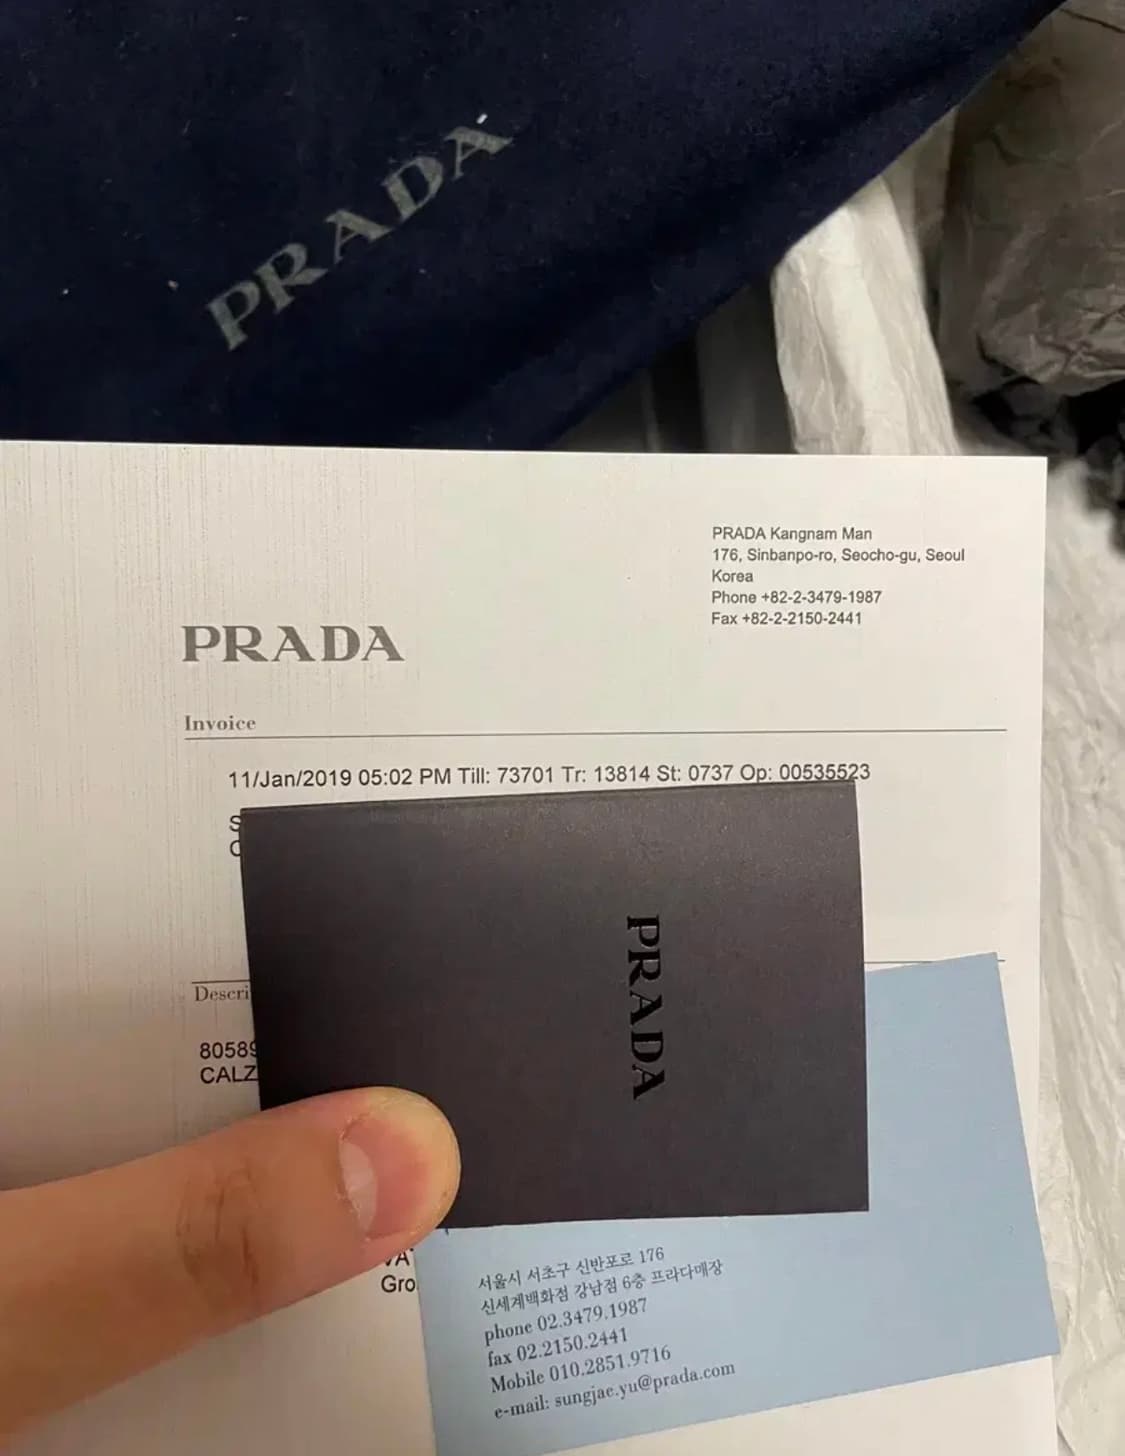 PRADA
PRADA Kangnam Man
176, Sinbanpo-ro, Seocho-gu, Seoul
Korea
Phone +82-2-3479-1987
Fax +82-2-2150-2441
PRADA
Invoice
11/Jan/2019 05:02 PM Till: 73701 Tr: 13814 St: 0737 Op: 00535523
PRADA
Descri
8058
CALZ
Gro
서울시 서초구 신반포로 176
신세계백화점 강남점 6층 프라다매장
phone 02.3479.1987
fax 02.2150.2441
Mobile 010.2851.9716
e-mail: sungjae.yu@prada.com